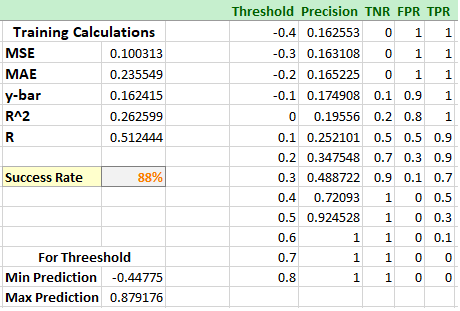 Threshold Precision TNR FPR TPR
Training Calculations -0.4 0.162553 0 1 1
MSE 0.100313 -0.3 0.163108 0 1 1
MAE 0.235549 -0.2 0.165225 0 1 1
y-bar 0.162415 -0.1 0.174908 0.1 0.9 1
R^2 0.262599 0 0.19556 0.2 0.8 1
R 0.512444 0.1 0.252101 0.5 0.5 0.9
0.2 0.347548 0.7 0.3 0.9
Success Rate 88% 0.3 0.488722 0.9 0.1 0.7
0.4 0.72093 1 0 0.5
0.5 0.924528 1 0 0.3
0.6 1 1 0 0.1
For Threeshold 0.7 1 1 0 0
Min Prediction -0.44775 0.8 1 1 0 0
Max Prediction 0.879176